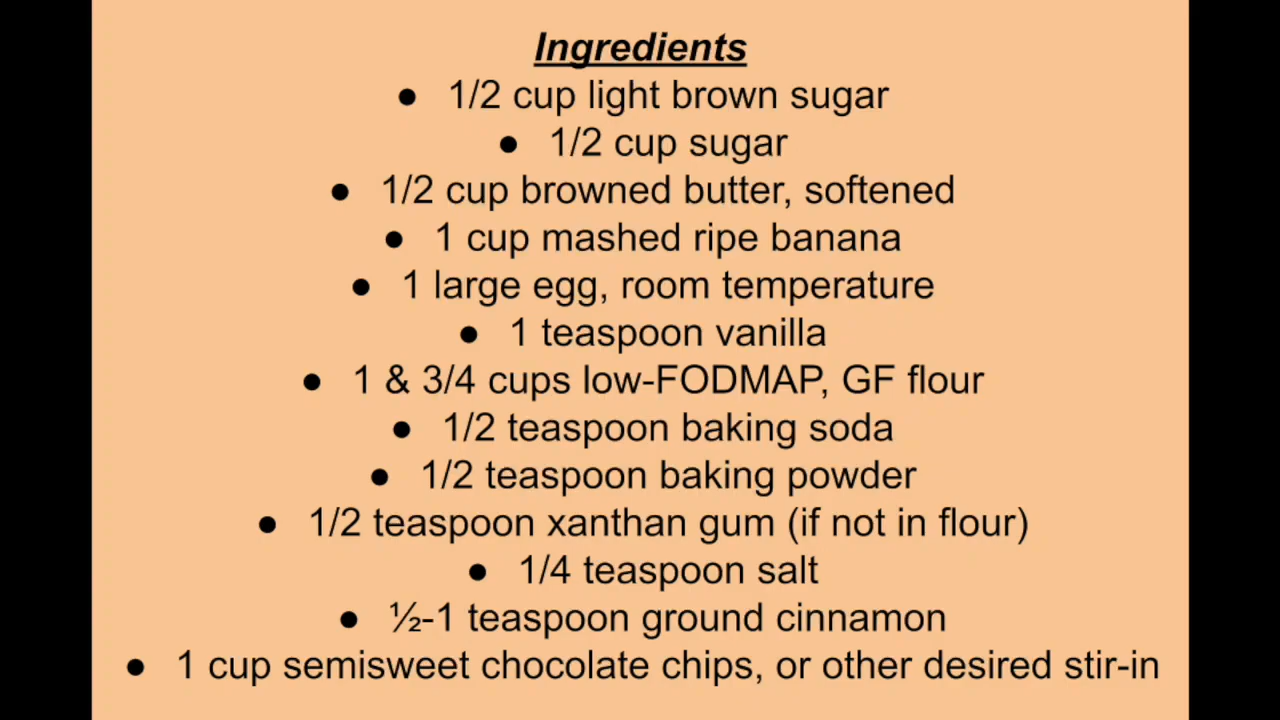 Ingredients
● 1/2 cup light brown sugar
● 1/2 cup sugar
● 1/2 cup browned butter, softened
● 1 cup mashed ripe banana
● 1 large egg, room temperature
● 1 teaspoon vanilla
● 1 & 3/4 cups low-FODMAP, GF flour
● 1/2 teaspoon baking soda
● 1/2 teaspoon baking powder
● 1/2 teaspoon xanthan gum (if not in flour)
● 1/4 teaspoon salt
● ½-1 teaspoon ground cinnamon
● 1 cup semisweet chocolate chips, or other desired stir-in